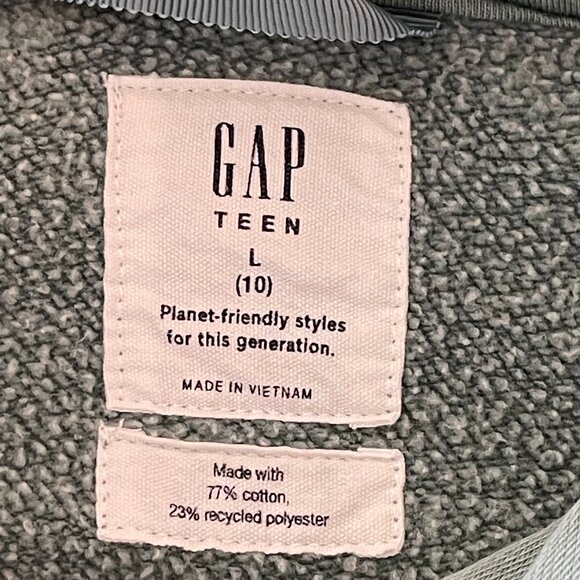 GAP
TEEN
L
(10)
Planet-friendly styles
for this generation.
MADE IN VIETNAM
Made with
77% cotton,
23% recycled polyester